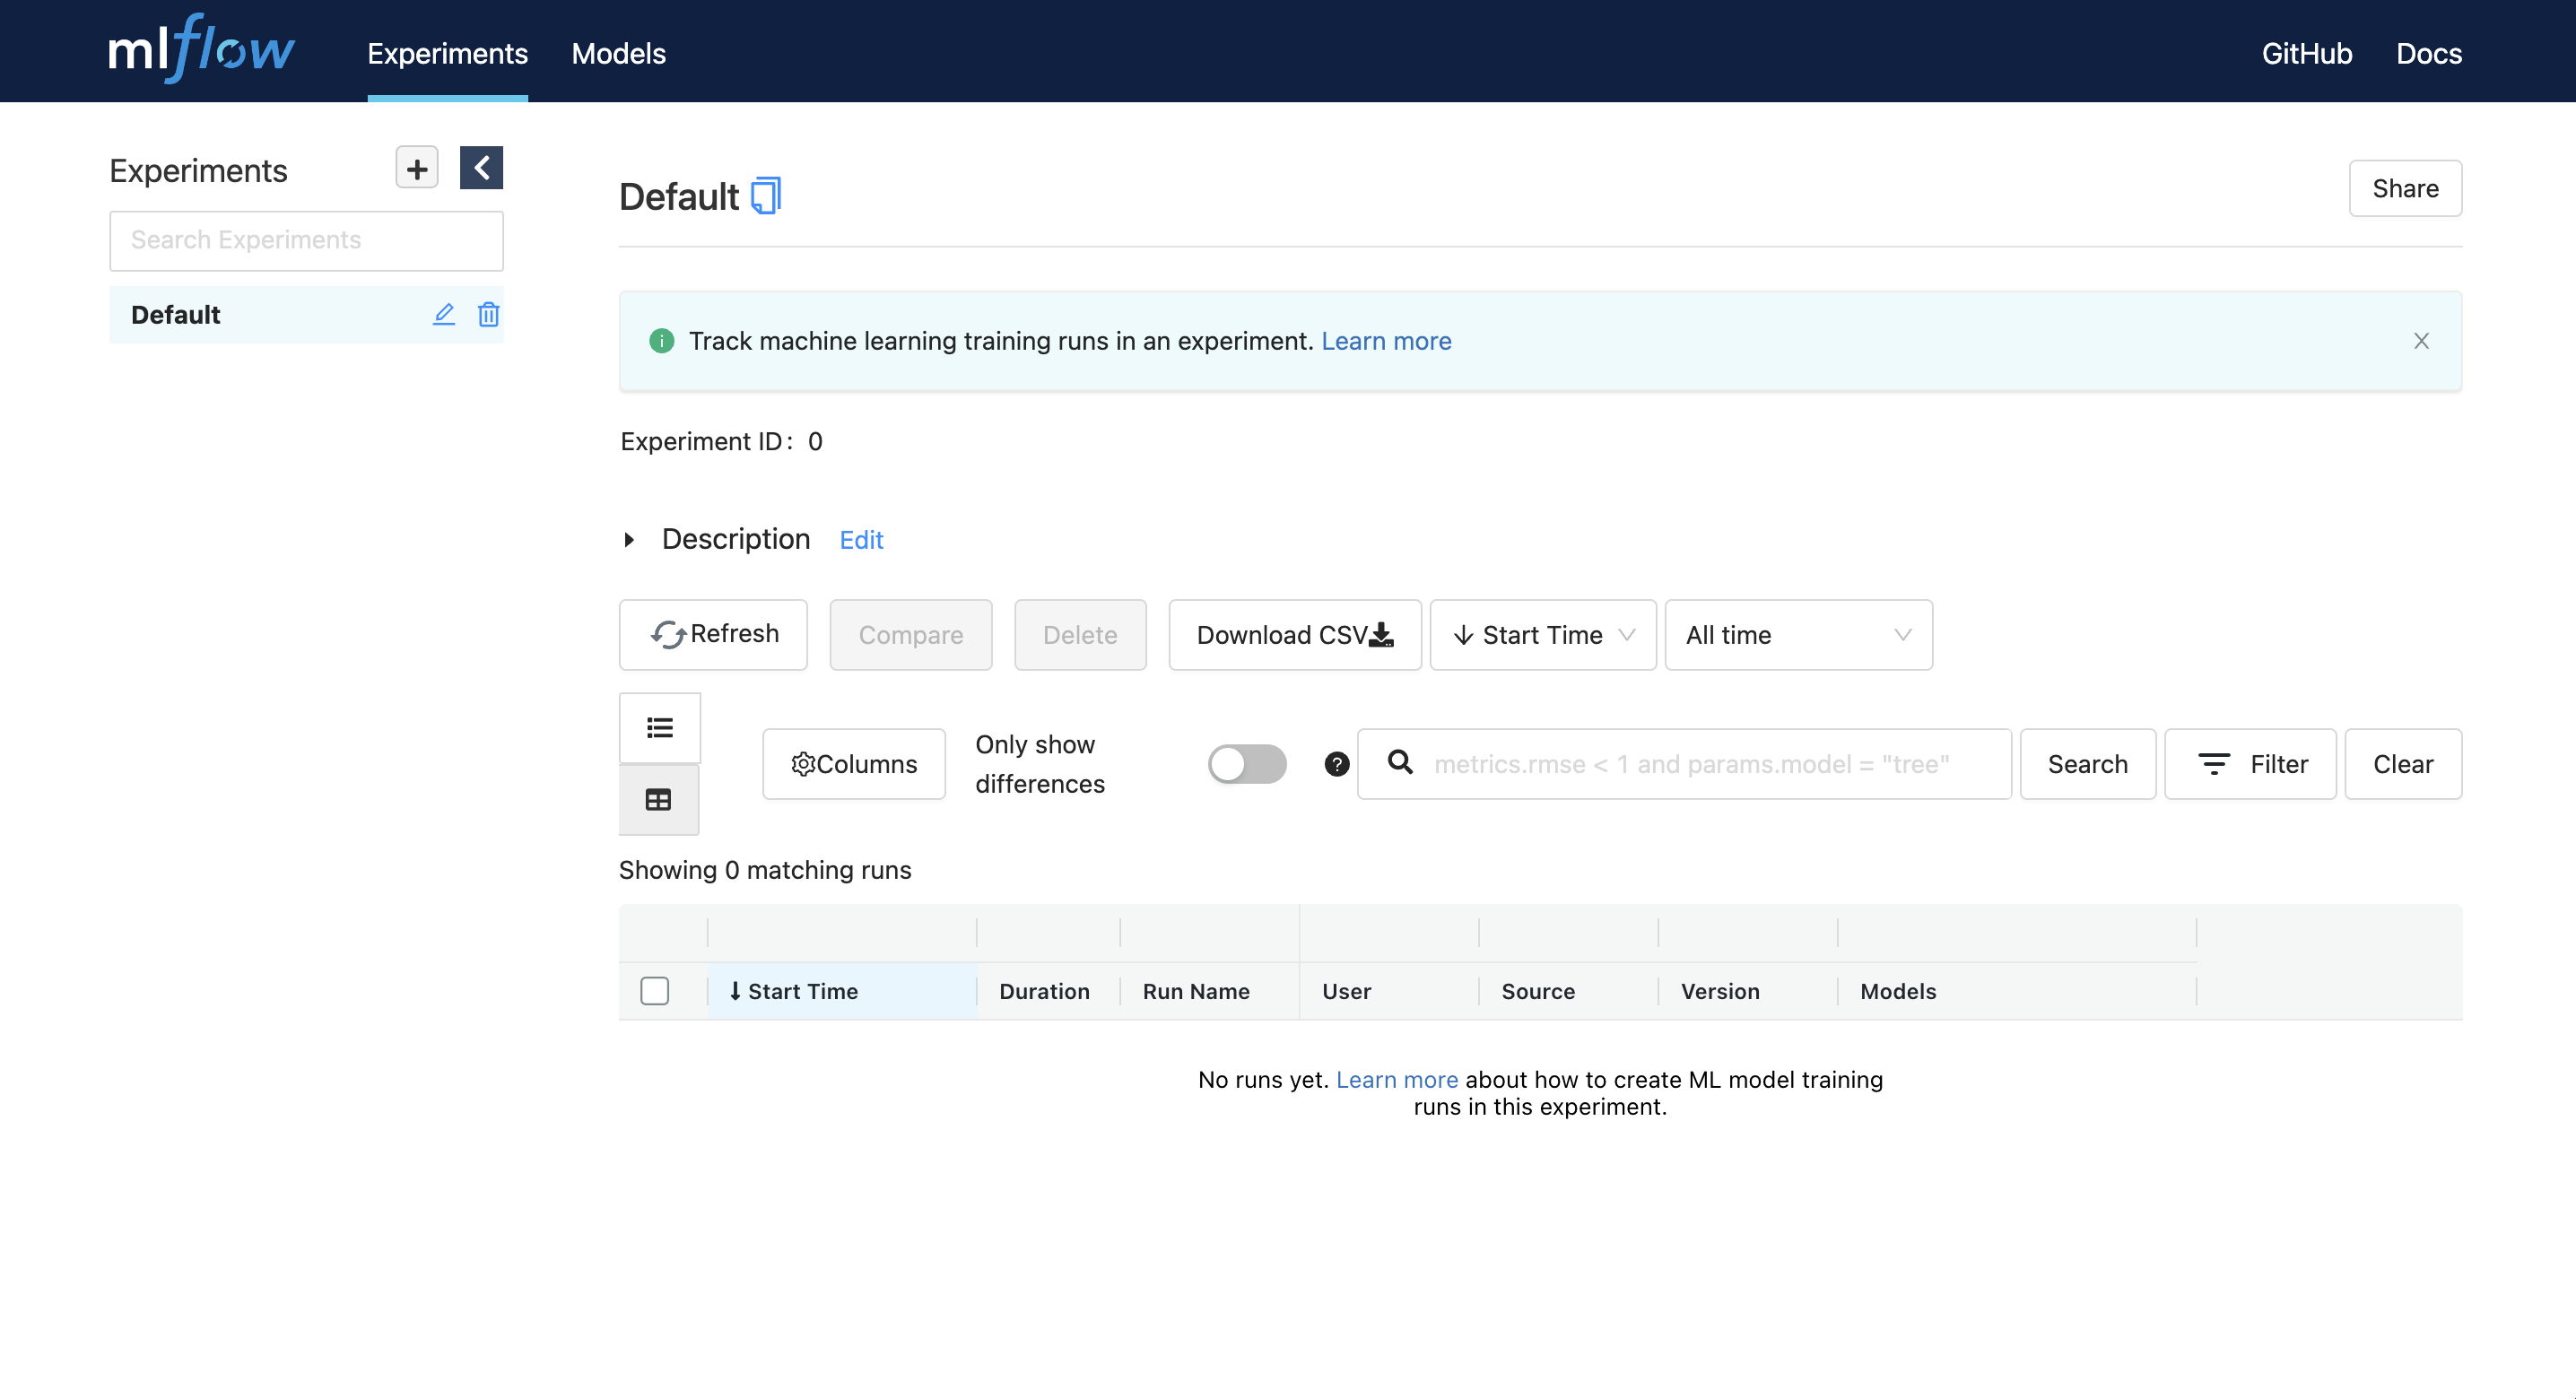 mlflow
Experiments
Models
GitHub
Docs
Experiments
Search Experiments
Default
Default
Share
Track machine learning training runs in an experiment. Learn more
Experiment ID: 0
Description
Edit
Refresh
Compare
Delete
Download CSV
Start Time
All time
Columns
Only show
differences
metrics.rmse < 1 and params.model = "tree"
Search
Filter
Clear
Showing 0 matching runs
Start Time
Duration
Run Name
User
Source
Version
Models
No runs yet. Learn more about how to create ML model training
runs in this experiment.